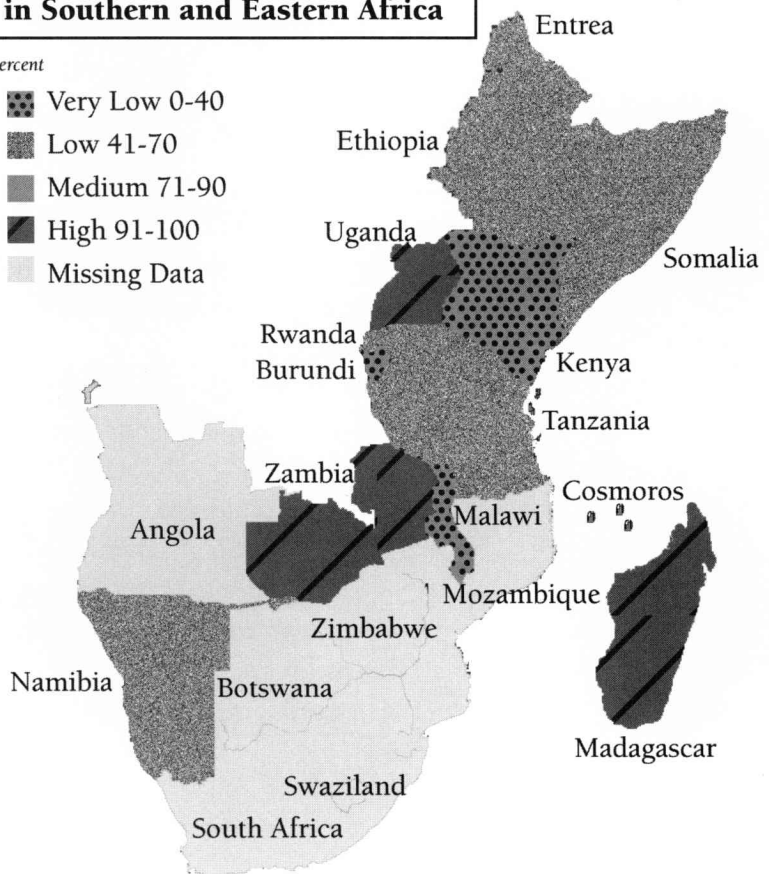 in Southern and Eastern Africa
ercent
Very Low 0-40
Low 41-70
Medium 71-90
High 91-100
Missing Data
Entrea
Ethiopia
Uganda
Somalia
Rwanda
Burundi
Kenya
Tanzania
Zambia
Cosmoros
Malawi
Angola
Mozambique
Zimbabwe
Namibia
Botswana
Madagascar
Swaziland
South Africa